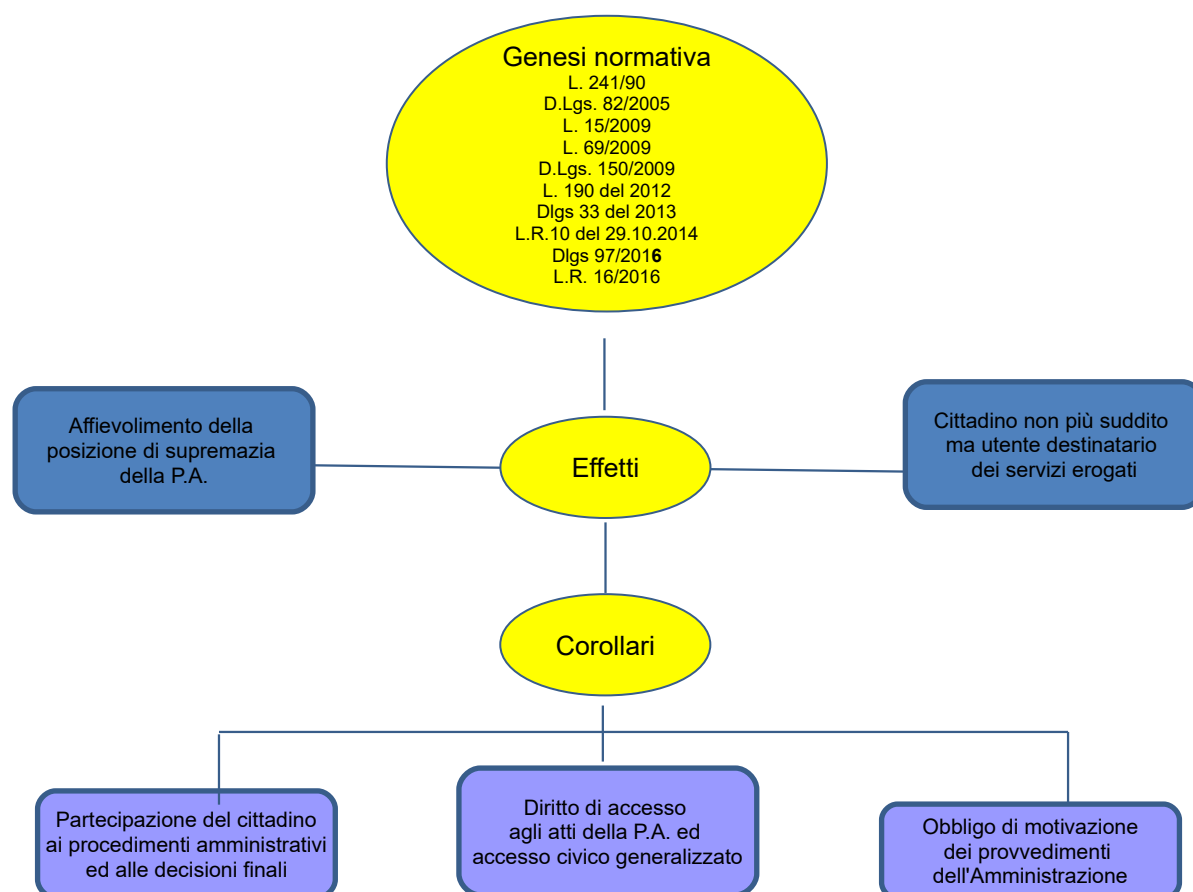 Genesi normativa
L. 241/90
D.Lgs. 82/2005
L. 15/2009
L. 69/2009
D.Lgs. 150/2009
L. 190 del 2012
Dlgs 33 del 2013
L.R.10 del 29.10.2014
Dlgs 97/2016
L.R. 16/2016
Affievolimento della
posizione di supremazia
della P.A.
Effetti
Cittadino non più suddito
ma utente destinatario
dei servizi erogati
Corollari
Partecipazione del cittadino
ai procedimenti amministrativi
ed alle decisioni finali
Diritto di accesso
agli atti della P.A. ed
accesso civico generalizzato
Obbligo di motivazione
dei provvedimenti
dell'Amministrazione